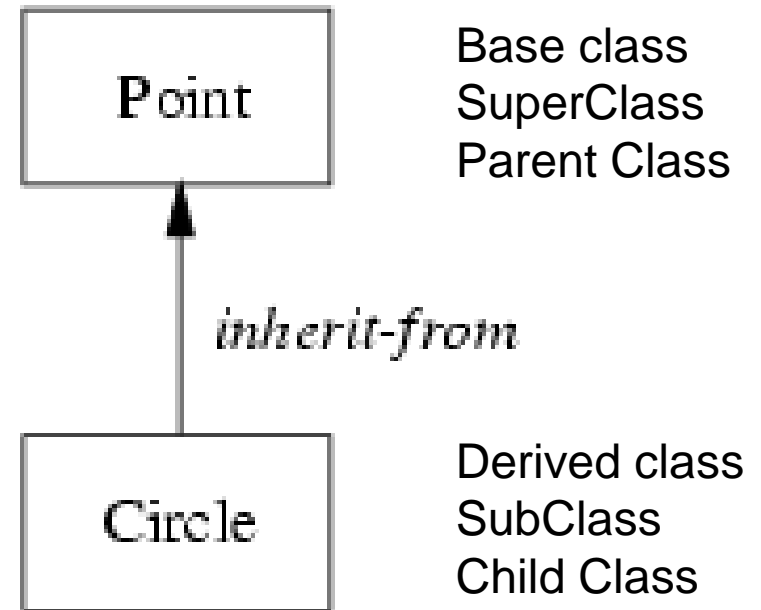 Point
Base class
SuperClass
Parent Class
inherit-from
Circle
Derived class
SubClass
Child Class